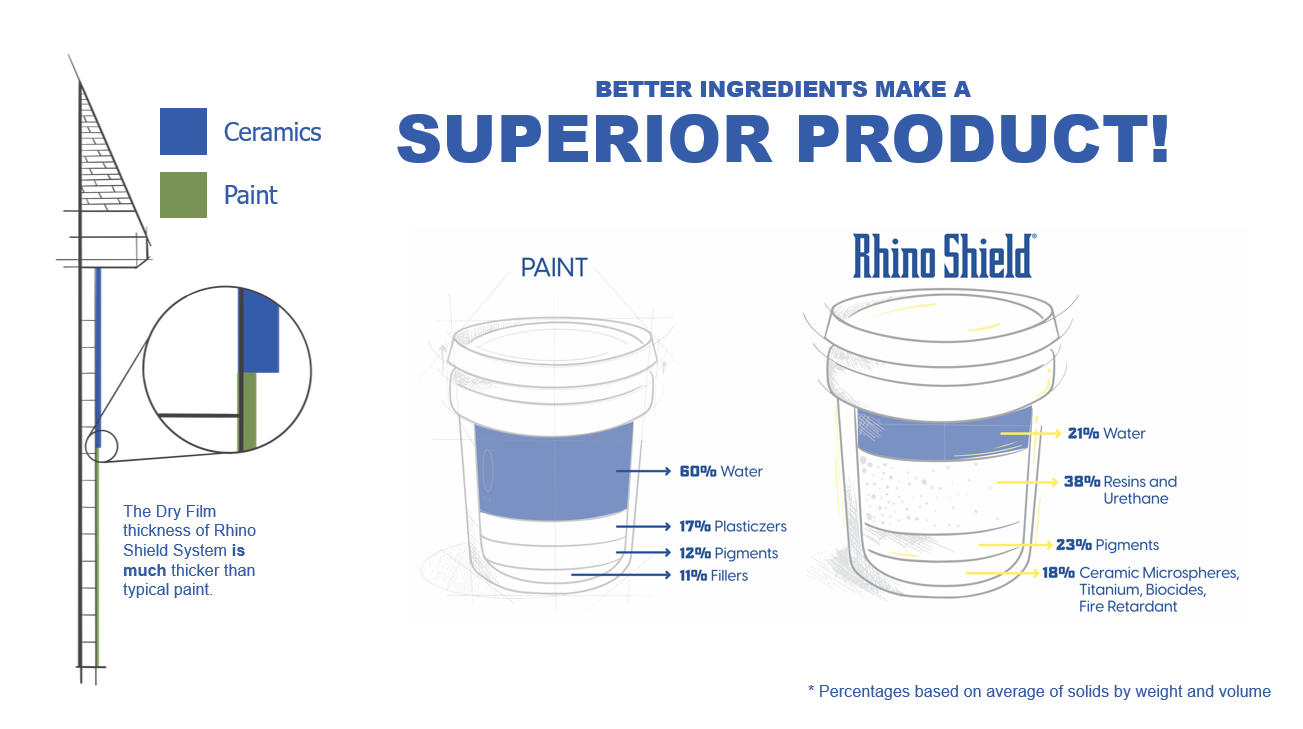 BETTER INGREDIENTS MAKE A
SUPERIOR PRODUCT!
Ceramics
Paint
The Dry Film
thickness of Rhino
Shield System is
much thicker than
typical paint.
PAINT
60% Water
17% Plasticzers
12% Pigments
11% Fillers
Rhino Shield®
21% Water
38% Resins and
Urethane
23% Pigments
18% Ceramic Microspheres,
Titanium, Biocides,
Fire Retardant
* Percentages based on average of solids by weight and volume